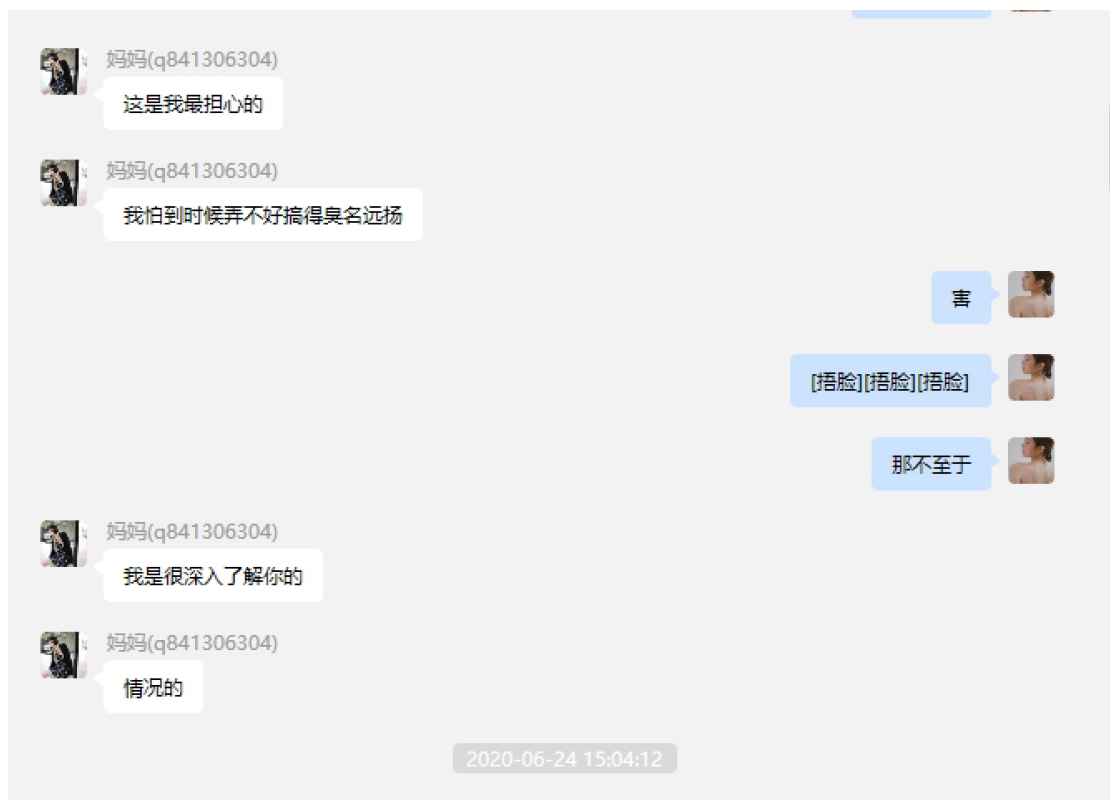 妈妈(q841306304)
这是我最担心的
妈妈(q841306304)
我怕到时候弄不好搞得臭名远扬
害
[捂脸][捂脸][捂脸]
那不至于
妈妈(q841306304)
我是很深入了解你的
妈妈(q841306304)
情况的
2020-06-24 15:04:12